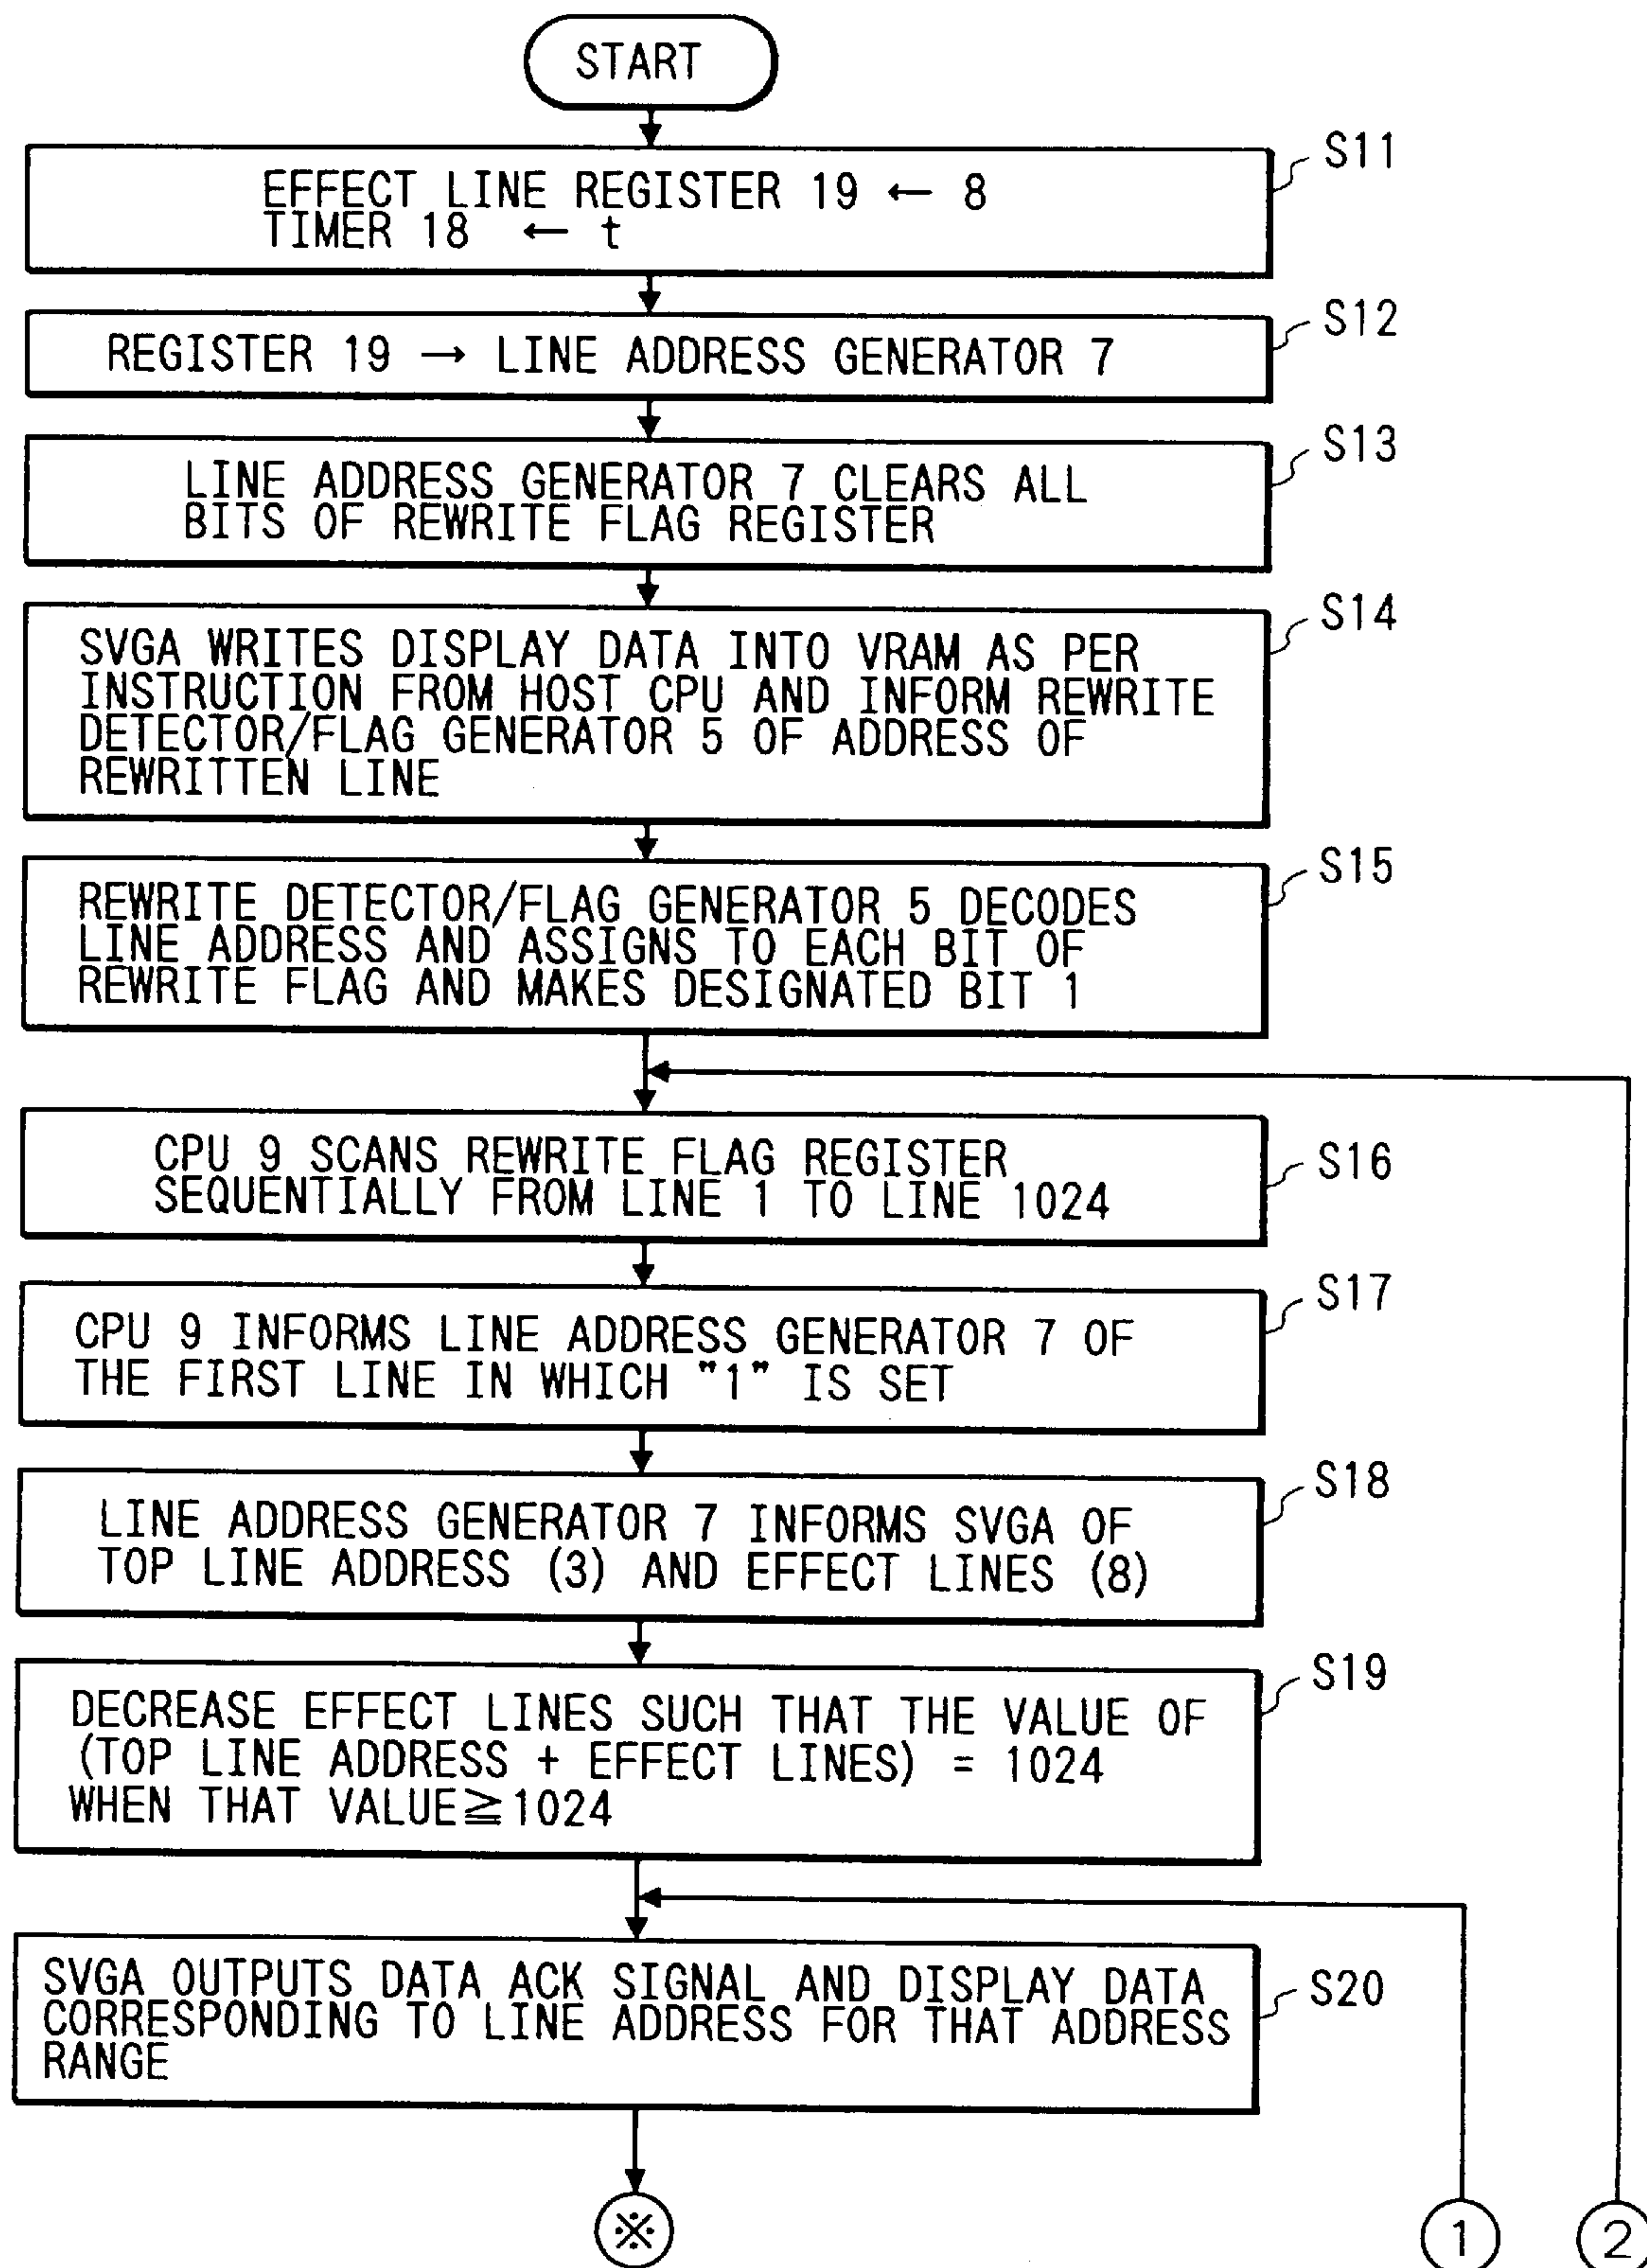 START
S11
EFFECT LINE REGISTER 19 ← 8
TIMER 18 ← t
S12
REGISTER 19 → LINE ADDRESS GENERATOR 7
S13
LINE ADDRESS GENERATOR 7 CLEARS ALL
BITS OF REWRITE FLAG REGISTER
S14
SVGA WRITES DISPLAY DATA INTO VRAM AS PER
INSTRUCTION FROM HOST CPU AND INFORM REWRITE
DETECTOR/FLAG GENERATOR 5 OF ADDRESS OF
REWRITTEN LINE
S15
REWRITE DETECTOR/FLAG GENERATOR 5 DECODES
LINE ADDRESS AND ASSIGNS TO EACH BIT OF
REWRITE FLAG AND MAKES DESIGNATED BIT 1
S16
CPU 9 SCANS REWRITE FLAG REGISTER
SEQUENTIALLY FROM LINE 1 TO LINE 1024
S17
CPU 9 INFORMS LINE ADDRESS GENERATOR 7 OF
THE FIRST LINE IN WHICH "1" IS SET
S18
LINE ADDRESS GENERATOR 7 INFORMS SVGA OF
TOP LINE ADDRESS (3) AND EFFECT LINES (8)
S19
DECREASE EFFECT LINES SUCH THAT THE VALUE OF
(TOP LINE ADDRESS + EFFECT LINES) = 1024
WHEN THAT VALUE≧1024
S20
SVGA OUTPUTS DATA ACK SIGNAL AND DISPLAY DATA
CORRESPONDING TO LINE ADDRESS FOR THAT ADDRESS
RANGE
※
1
2